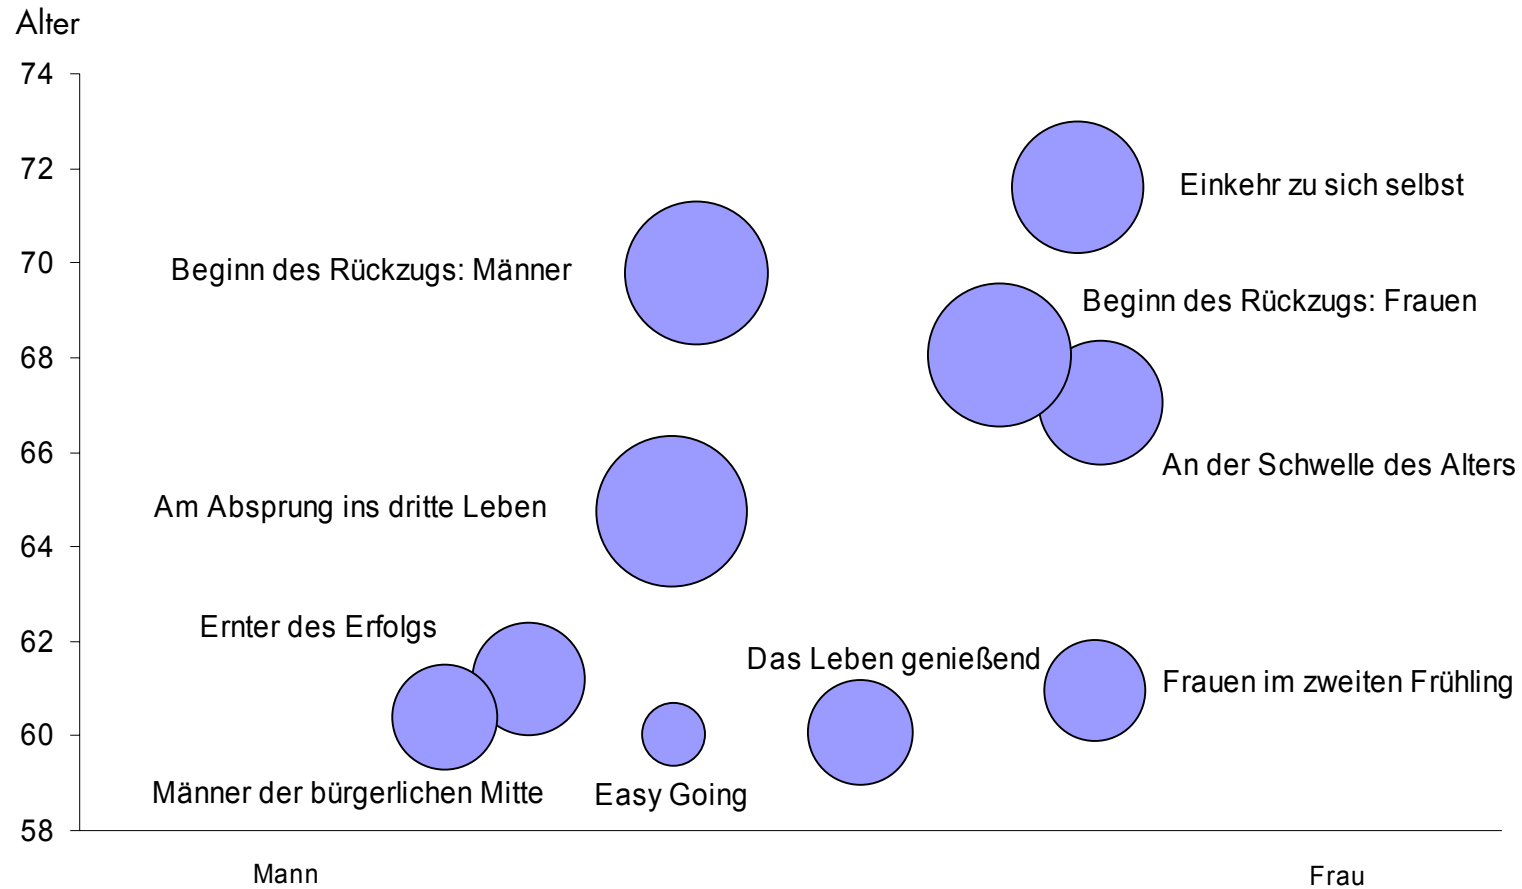 Alter
74
72
Einkehr zu sich selbst
70
Beginn des Rückzugs: Männer
Beginn des Rückzugs: Frauen
68
66
An der Schwelle des Alters
Am Absprung ins dritte Leben
64
Ernter des Erfolgs
62
Das Leben genießend
Frauen im zweiten Frühling
60
Männer der bürgerlichen Mitte
Easy Going
58
Mann
Frau